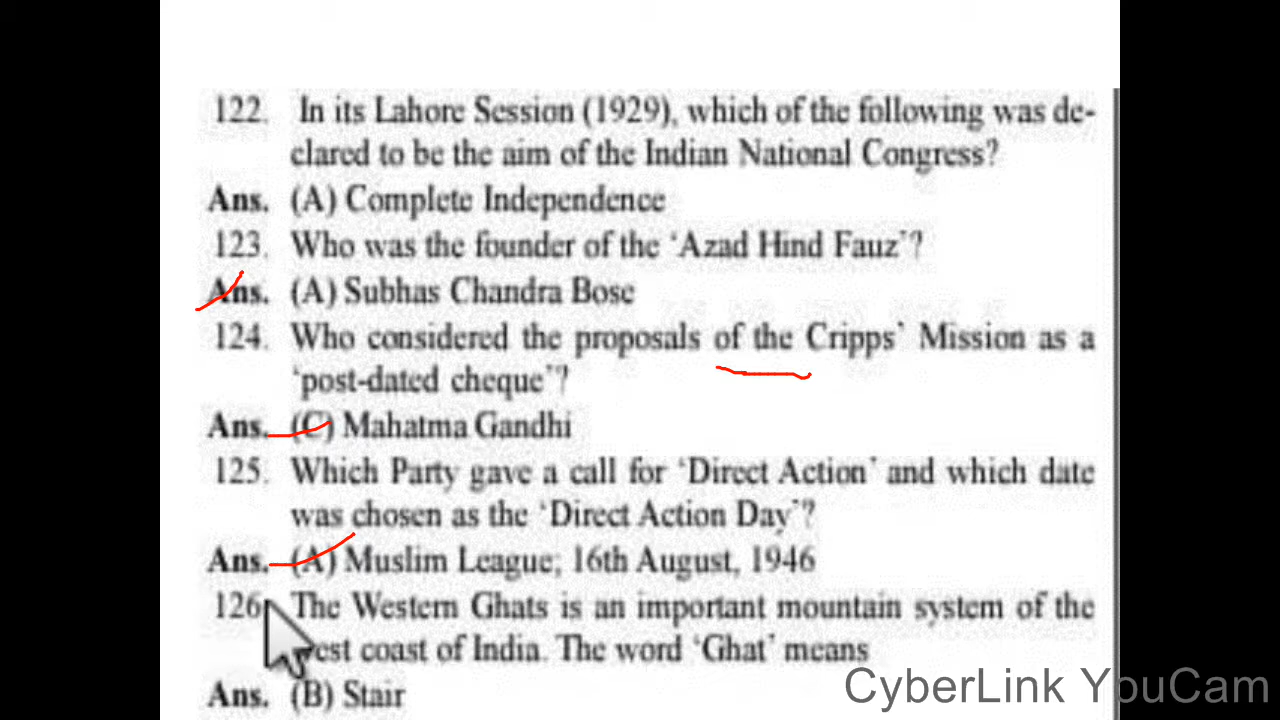 122. In its Lahore Session (1929), which of the following was de-
clared to be the aim of the Indian National Congress?
Ans. (A) Complete Independence
123. Who was the founder of the 'Azad Hind Fauz'?
Ans. (A) Subhas Chandra Bose
124. Who considered the proposals of the Cripps' Mission as a
'post-dated cheque'?
Ans. (C) Mahatma Gandhi
125. Which Party gave a call for 'Direct Action' and which date
was chosen as the 'Direct Action Day'?
Ans. (A) Muslim League; 16th August, 1946
126. The Western Ghats is an important mountain system of the
west coast of India. The word 'Ghat' means
Ans. (B) Stair
CyberLink YouCam